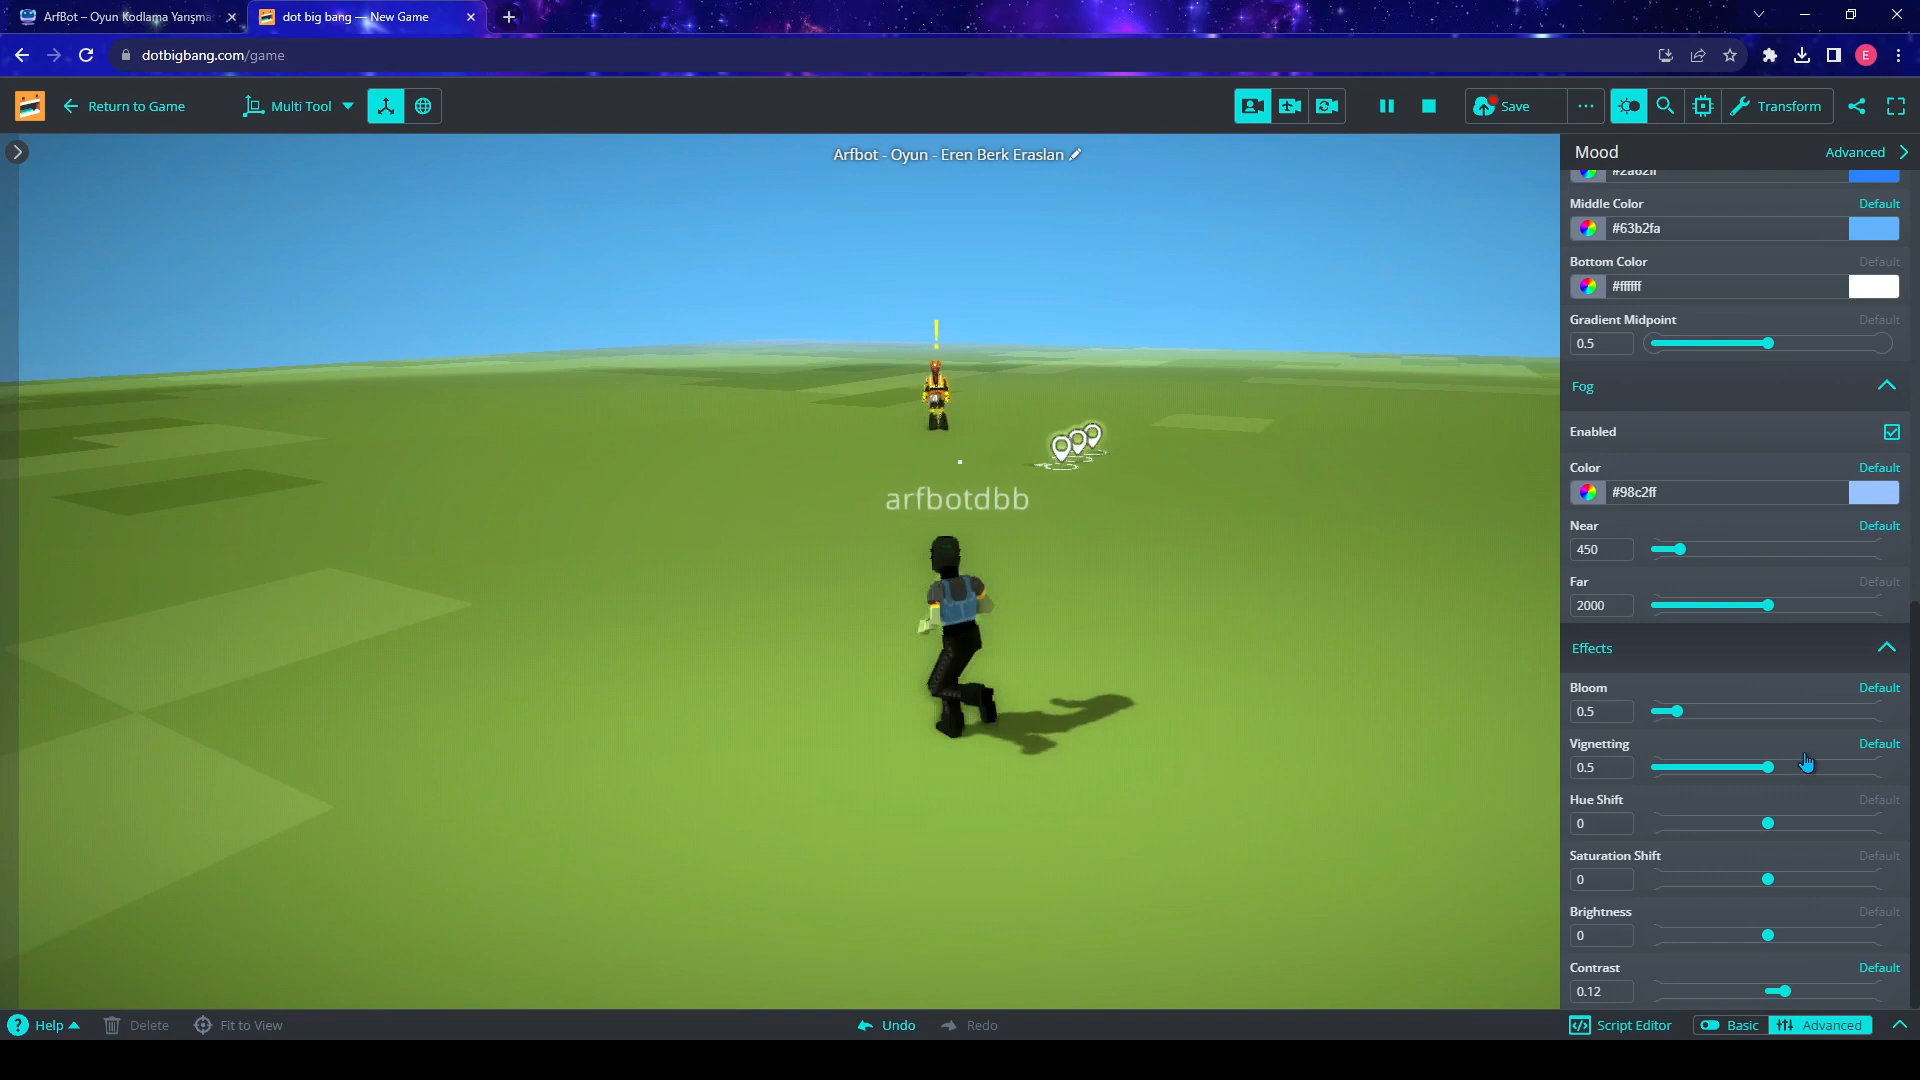 ArfBot – Oyun Kodlama Yarışma
dot big bang — New Game
dotbigbang.com/game
E
Return to Game
Multi Tool
Save
Transform
Arfbot - Oyun - Eren Berk Eraslan
Mood
Advanced
Middle Color
Default
#63b2fa
Bottom Color
Default
#ffffff
Gradient Midpoint
Default
0.5
Fog
Enabled
Color
Default
#98c2ff
Near
Default
450
Far
Default
2000
Effects
Bloom
Default
0.5
Vignetting
Default
0.5
Hue Shift
Default
0
Saturation Shift
Default
0
Brightness
Default
0
Contrast
Default
0.12
!
arfbotdbb
? Help
Delete
Fit to View
Undo
Redo
Script Editor
Basic
Advanced